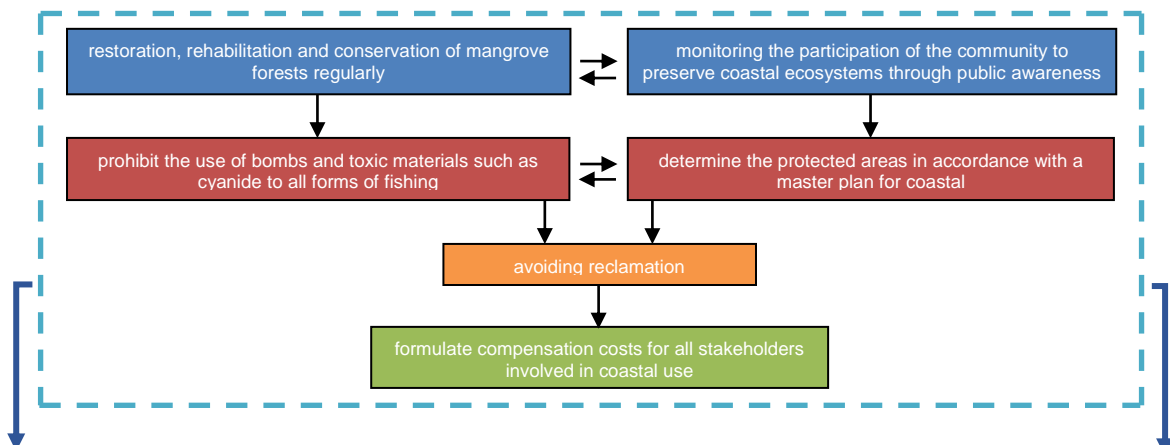 restoration, rehabilitation and conservation of mangrove
forests regularly
monitoring the participation of the community to
preserve coastal ecosystems through public awareness
prohibit the use of bombs and toxic materials such as
cyanide to all forms of fishing
determine the protected areas in accordance with a
master plan for coastal
avoiding reclamation
formulate compensation costs for all stakeholders
involved in coastal use